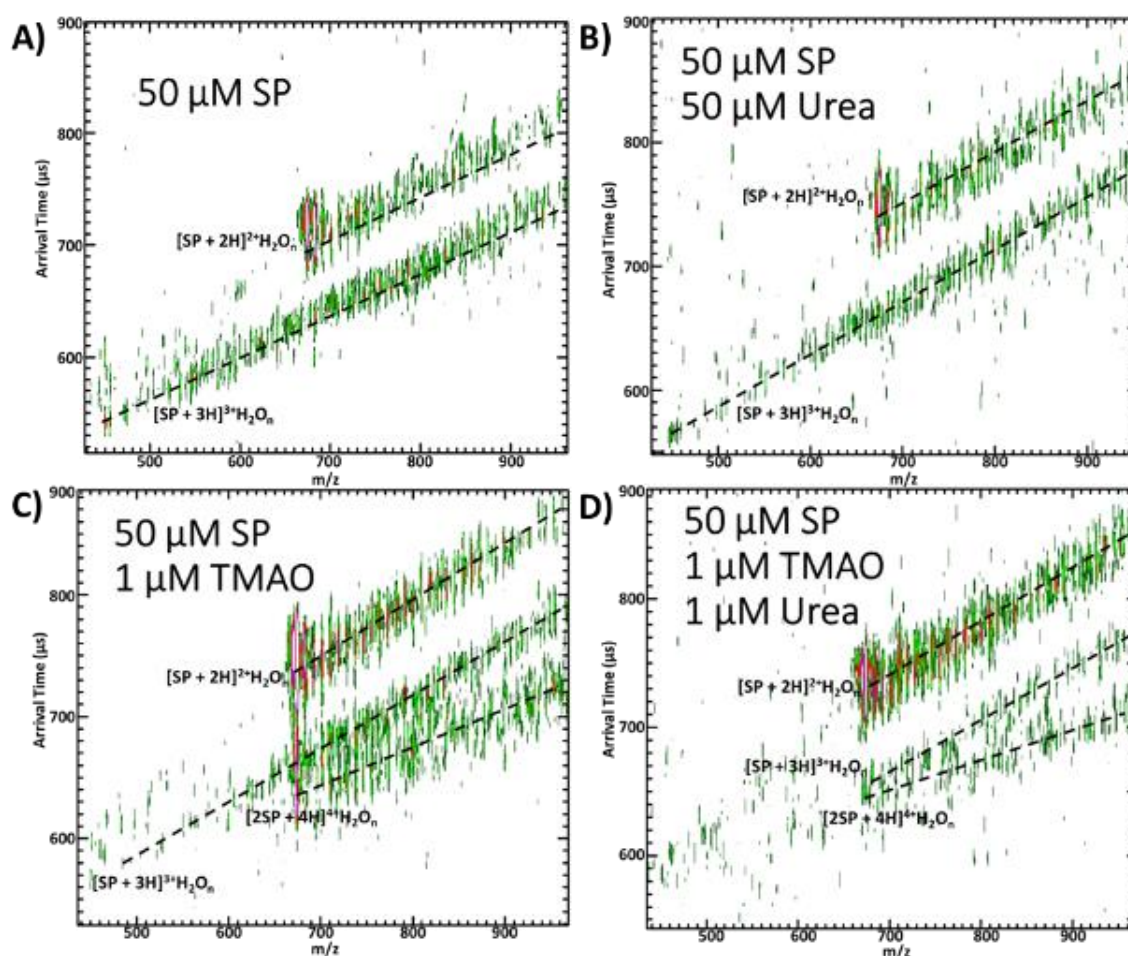 A)
50 μM SP
[SP + 2H]²⁺H₂Oₙ
[SP + 3H]³⁺H₂Oₙ
Arrival Time (μs)
900
800
700
600
500 600 700 800 900
m/z
B)
50 μM SP
50 μM Urea
[SP + 2H]²⁺H₂Oₙ
[SP + 3H]³⁺H₂Oₙ
Arrival Time (μs)
900
800
700
600
500 600 700 800 900
m/z
C)
50 μM SP
1 μM TMAO
[SP + 2H]²⁺H₂Oₙ
[2SP + 4H]⁴⁺H₂Oₙ
[SP + 3H]³⁺H₂Oₙ
Arrival Time (μs)
900
800
700
600
500 600 700 800 900
m/z
D)
50 μM SP
1 μM TMAO
1 μM Urea
[SP + 2H]²⁺H₂Oₙ
[SP + 3H]³⁺H₂Oₙ
[2SP + 4H]⁴⁺H₂Oₙ
Arrival Time (μs)
900
800
700
600
500 600 700 800 900
m/z